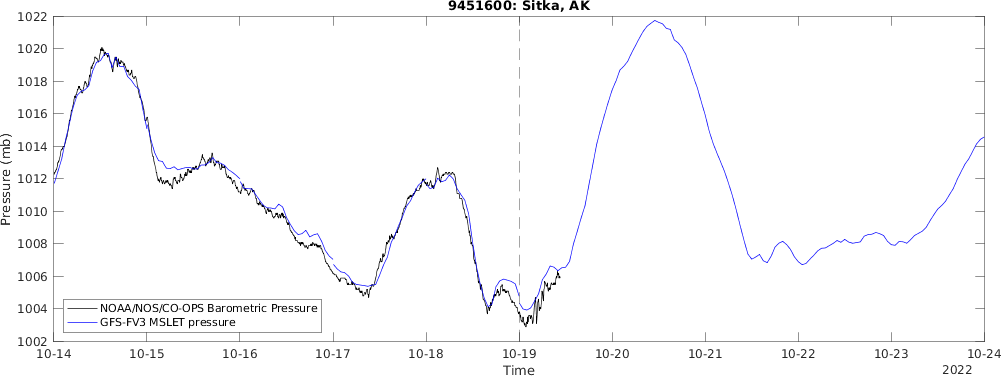 9451600: Sitka, AK
Pressure (mb)
1022
1020
1018
1016
1014
1012
1010
1008
1006
1004
1002
NOAA/NOS/CO-OPS Barometric Pressure
GFS-FV3 MSLET pressure
10-14 10-15 10-16 10-17 10-18 10-19 10-20 10-21 10-22 10-23 10-24
Time
2022